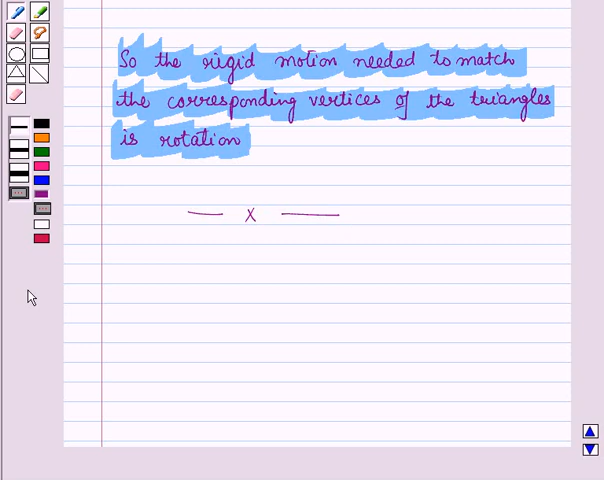 So the rigid motion needed to match
the corresponding vertices of the triangles
is rotation
— x —